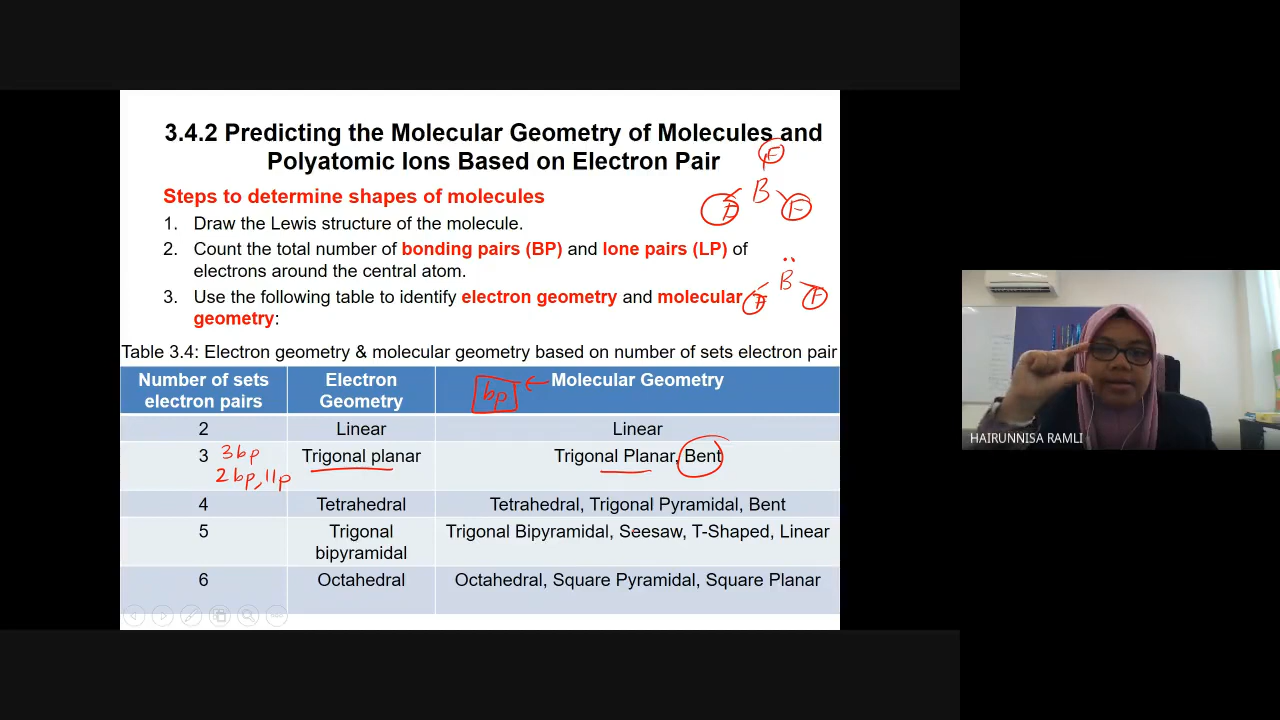 3.4.2 Predicting the Molecular Geometry of Molecules and
Polyatomic Ions Based on Electron Pair
F
B
F F
Steps to determine shapes of molecules
1. Draw the Lewis structure of the molecule.
2. Count the total number of bonding pairs (BP) and lone pairs (LP) of
electrons around the central atom.
3. Use the following table to identify electron geometry and molecular
geometry:
B
F F
Table 3.4: Electron geometry & molecular geometry based on number of sets electron pair
Number of sets electron pairs Electron Geometry bp ← Molecular Geometry
2 Linear Linear
3 3bp Trigonal planar Trigonal Planar, Bent
2bp, 1lp
4 Tetrahedral Tetrahedral, Trigonal Pyramidal, Bent
5 Trigonal bipyramidal Trigonal Bipyramidal, Seesaw, T-Shaped, Linear
6 Octahedral Octahedral, Square Pyramidal, Square Planar
HAIRUNNISA RAMLI